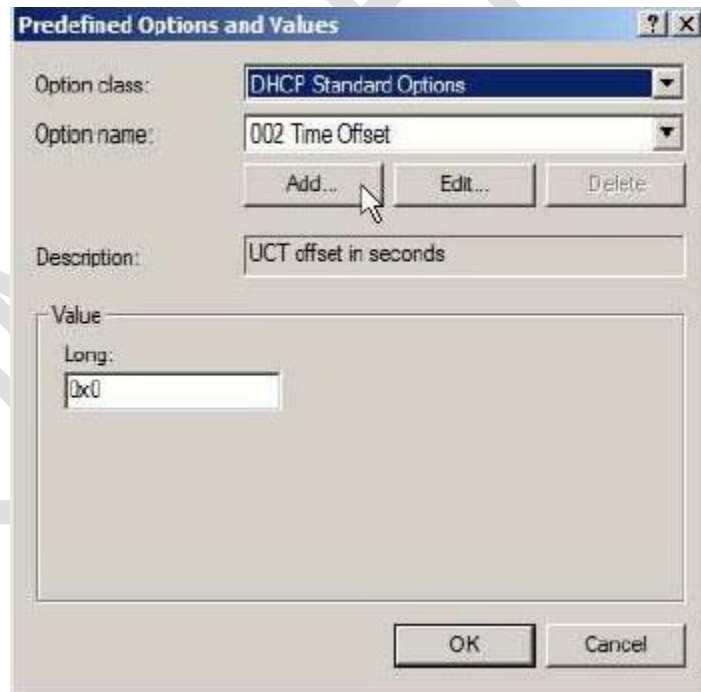 Predefined Options and Values
Option class: DHCP Standard Options
Option name: 002 Time Offset
Add... Edit... Delete
Description: UCT offset in seconds
Value
Long:
0x0
OK Cancel